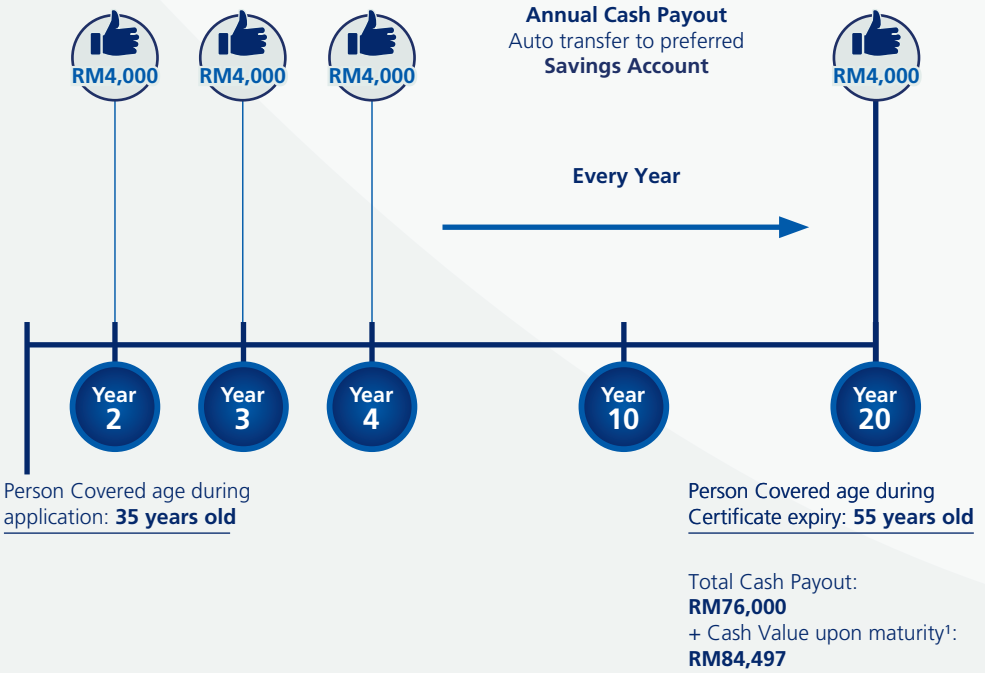 RM4,000
RM4,000
RM4,000
Annual Cash Payout
Auto transfer to preferred
Savings Account
RM4,000
Every Year
Year
2
Year
3
Year
4
Year
10
Year
20
Person Covered age during
application: 35 years old
Person Covered age during
Certificate expiry: 55 years old
Total Cash Payout:
RM76,000
+ Cash Value upon maturity¹:
RM84,497